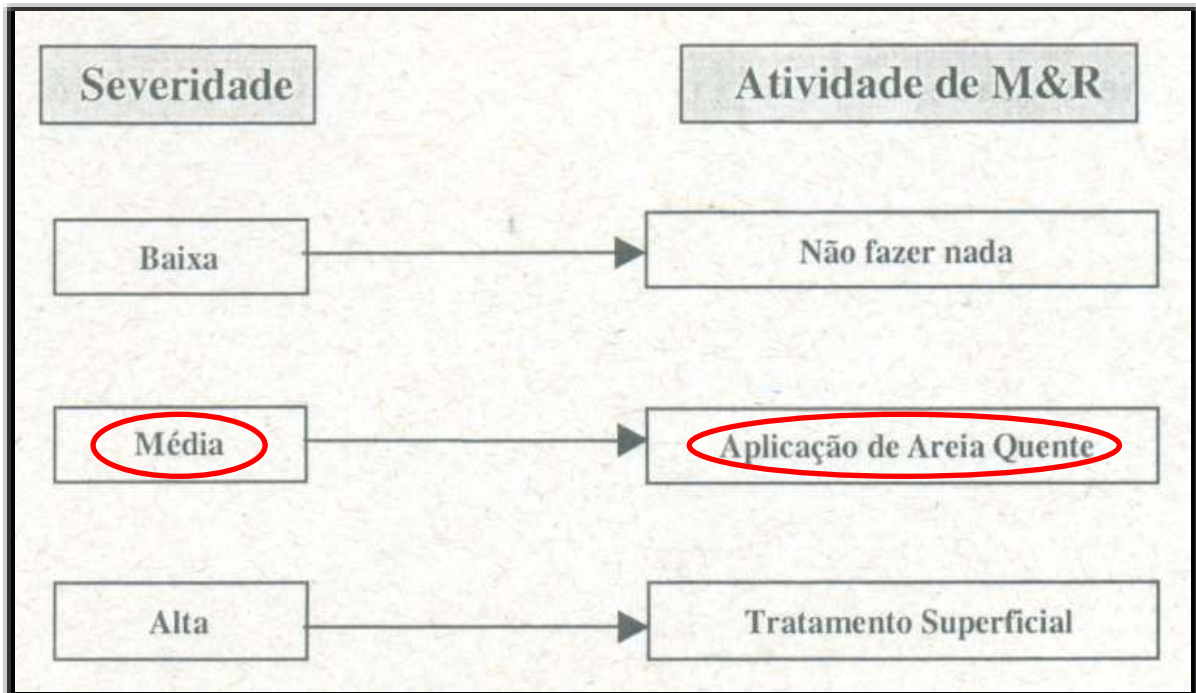 Severidade
Atividade de M&R
Baixa
Não fazer nada
Média
Aplicação de Areia Quente
Alta
Tratamento Superficial